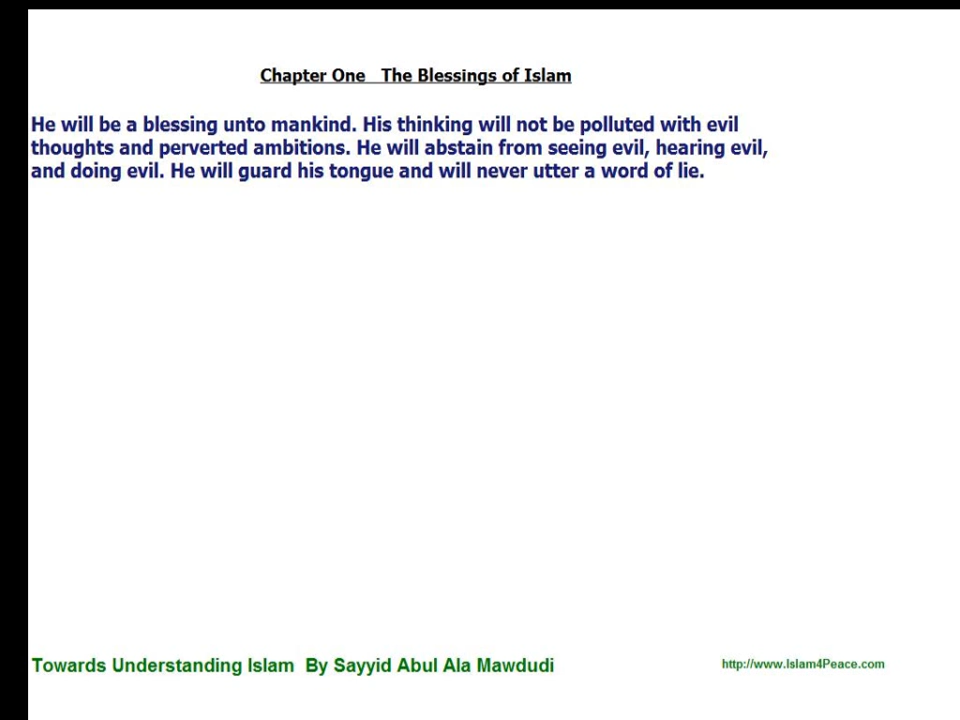 Chapter One   The Blessings of Islam
He will be a blessing unto mankind. His thinking will not be polluted with evil
thoughts and perverted ambitions. He will abstain from seeing evil, hearing evil,
and doing evil. He will guard his tongue and will never utter a word of lie.
Towards Understanding Islam  By Sayyid Abul Ala Mawdudi
http://www.Islam4Peace.com